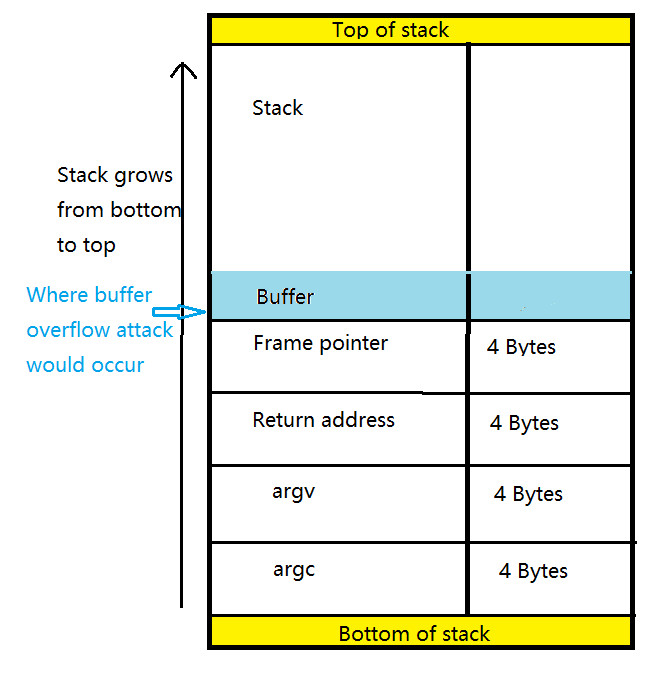 Top of stack
Stack
Stack grows
from bottom
to top
Where buffer
overflow attack
would occur
Buffer
Frame pointer 4 Bytes
Return address 4 Bytes
argv 4 Bytes
argc 4 Bytes
Bottom of stack